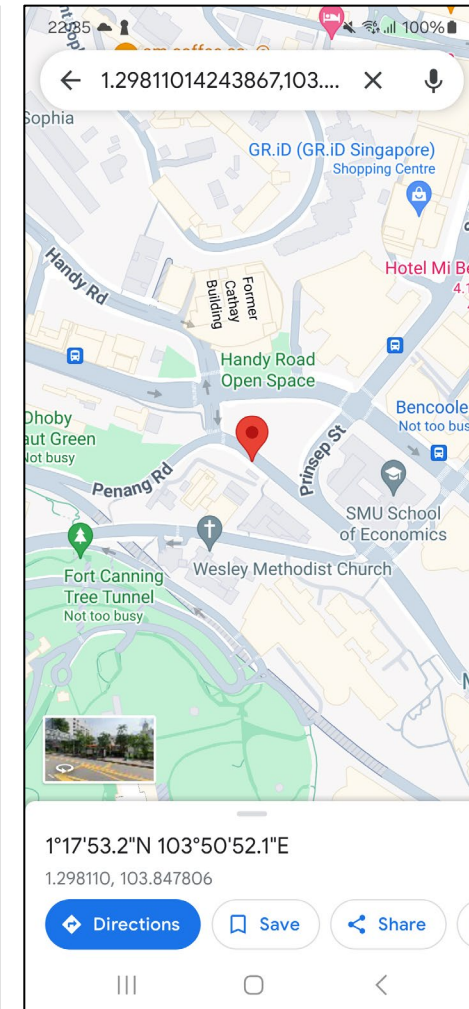 22:35
100%
1.29811014243867,103....
Sophia
GR.iD (GR.iD Singapore)
Shopping Centre
Handy Rd
Former
Cathay
Building
Hotel Mi Be
4.1
Handy Road
Open Space
Dhoby
aut Green
Not busy
Bencoole
Not too bus
Penang Rd
Prinsep St
SMU School
of Economics
Wesley Methodist Church
Fort Canning
Tree Tunnel
Not too busy
1°17'53.2"N 103°50'52.1"E
1.298110, 103.847806
Directions
Save
Share